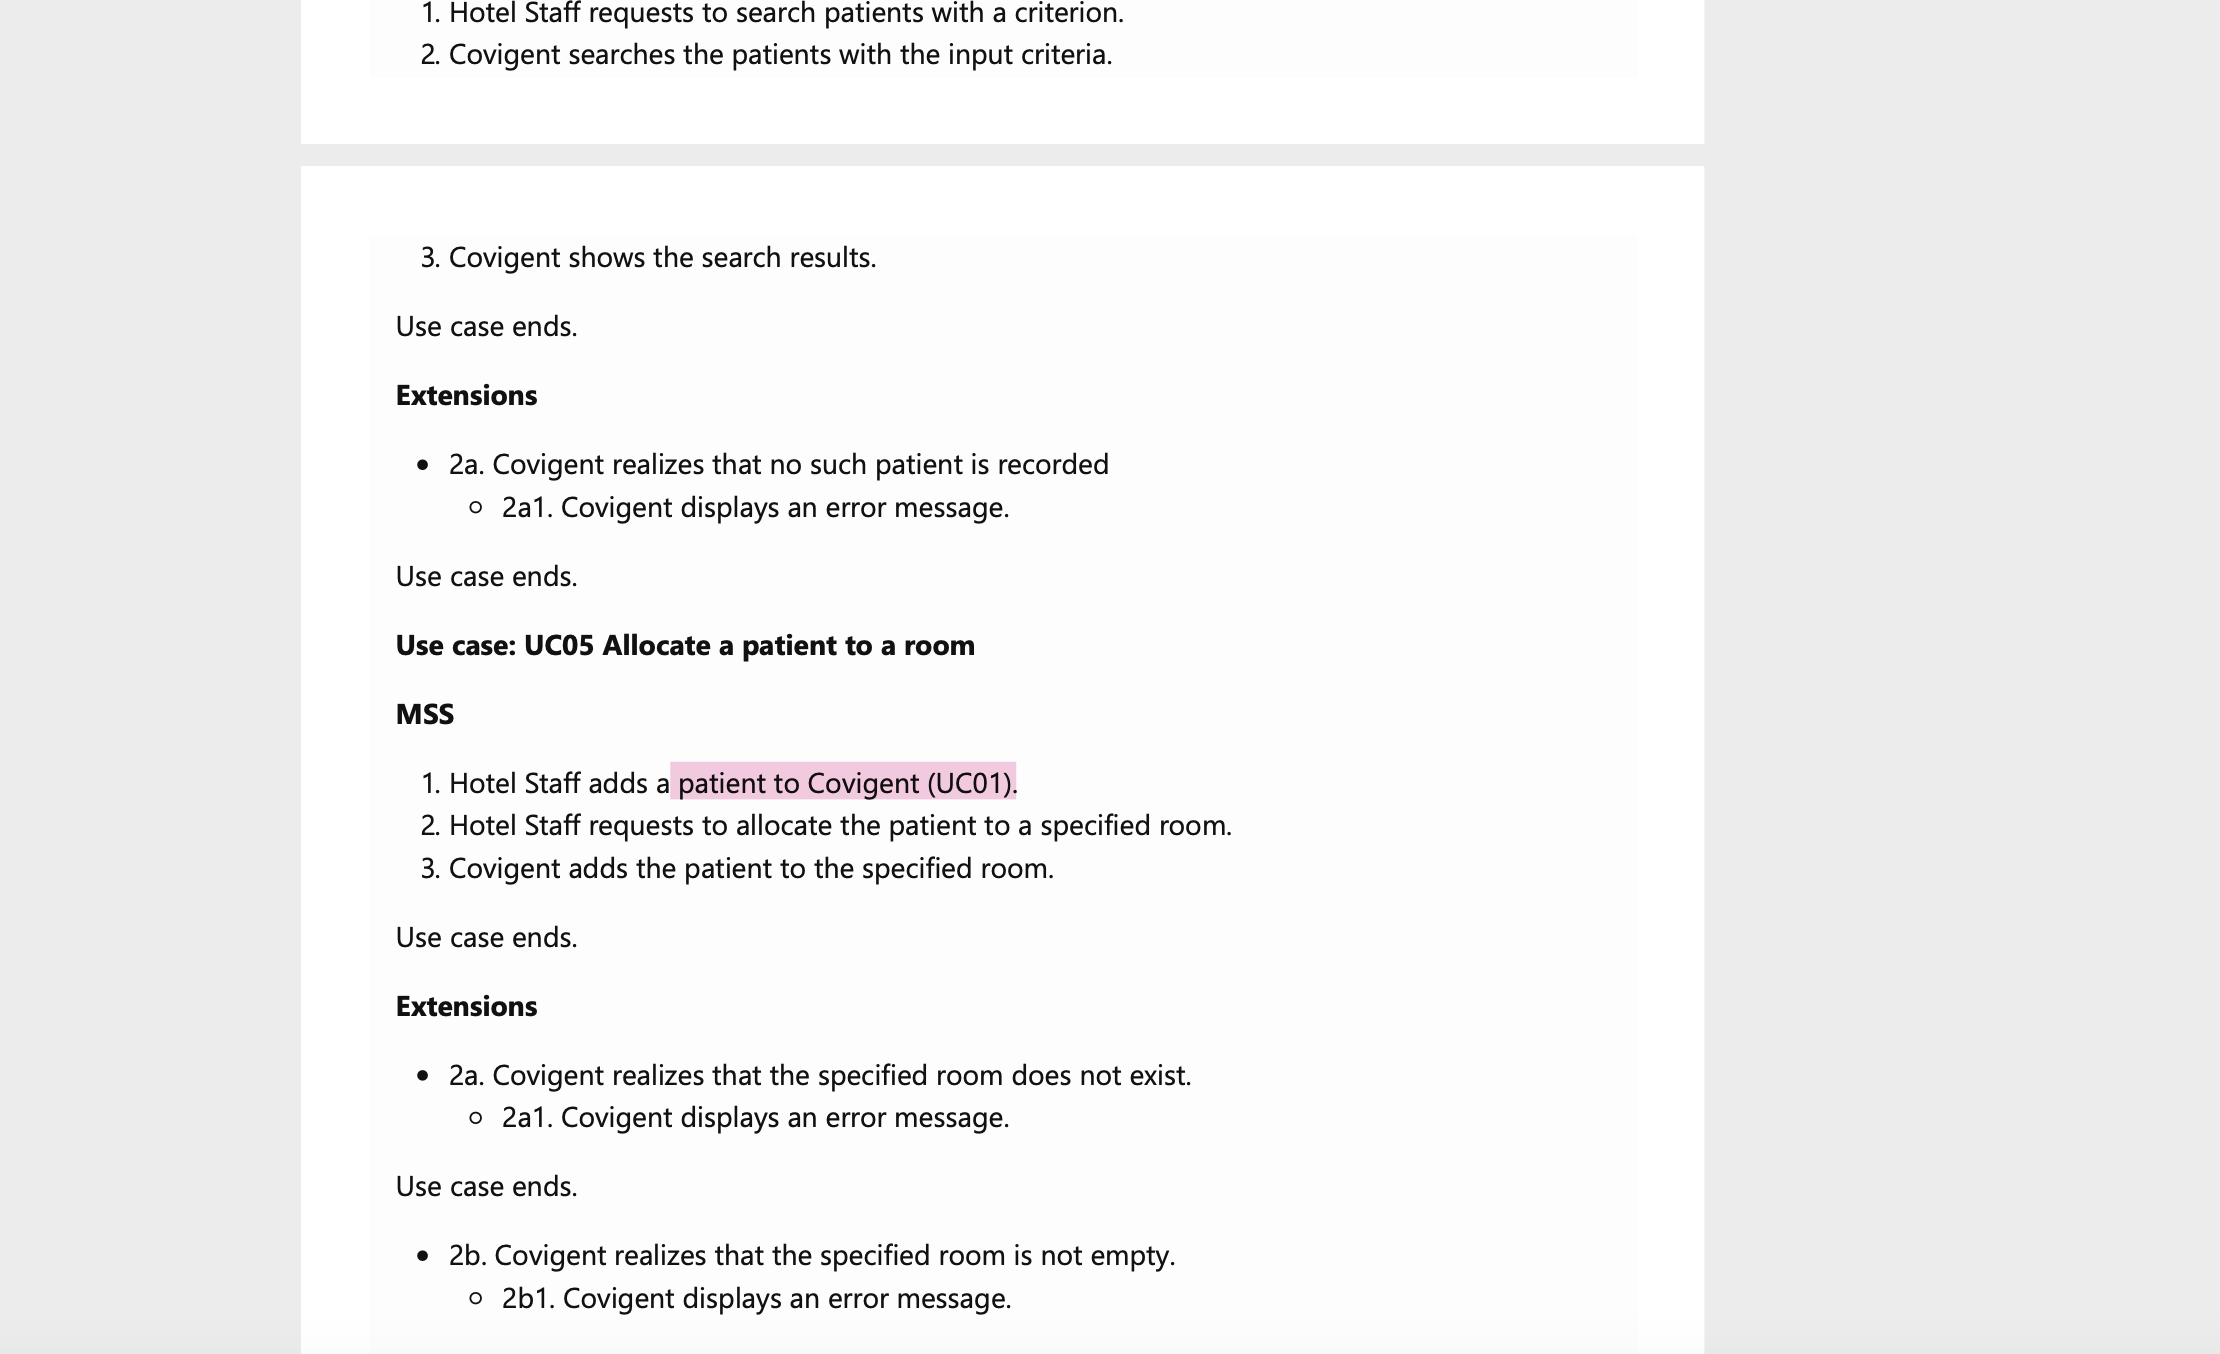 1. Hotel Staff requests to search patients with a criterion.
2. Covigent searches the patients with the input criteria.
3. Covigent shows the search results.
Use case ends.
Extensions
• 2a. Covigent realizes that no such patient is recorded
○ 2a1. Covigent displays an error message.
Use case ends.
Use case: UC05 Allocate a patient to a room
MSS
1. Hotel Staff adds a patient to Covigent (UC01).
2. Hotel Staff requests to allocate the patient to a specified room.
3. Covigent adds the patient to the specified room.
Use case ends.
Extensions
• 2a. Covigent realizes that the specified room does not exist.
○ 2a1. Covigent displays an error message.
Use case ends.
• 2b. Covigent realizes that the specified room is not empty.
○ 2b1. Covigent displays an error message.